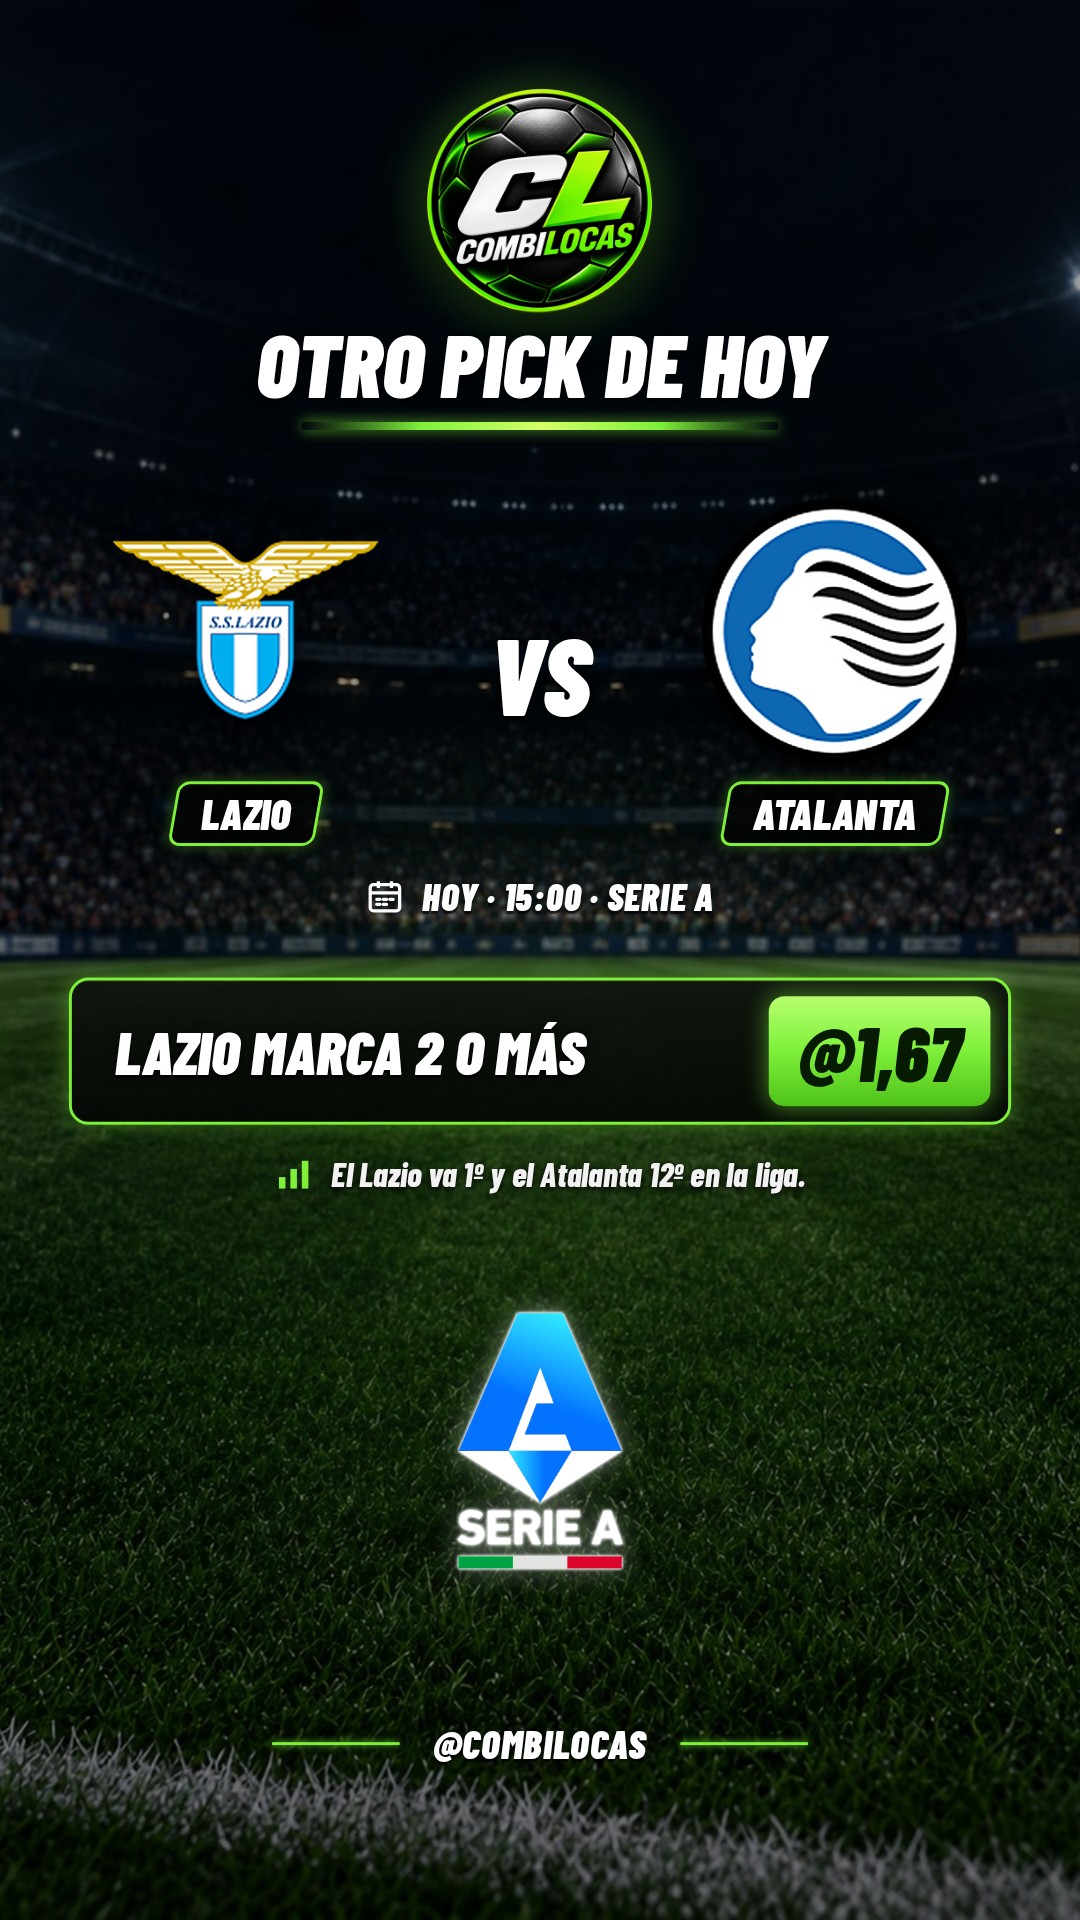 CL
COMBILOCAS
OTRO PICK DE HOY
S.S.LAZIO
VS
LAZIO
ATALANTA
HOY · 15:00 · SERIE A
LAZIO MARCA 2 O MÁS
@1,67
El Lazio va 1º y el Atalanta 12º en la liga.
SERIE A
@COMBILOCAS